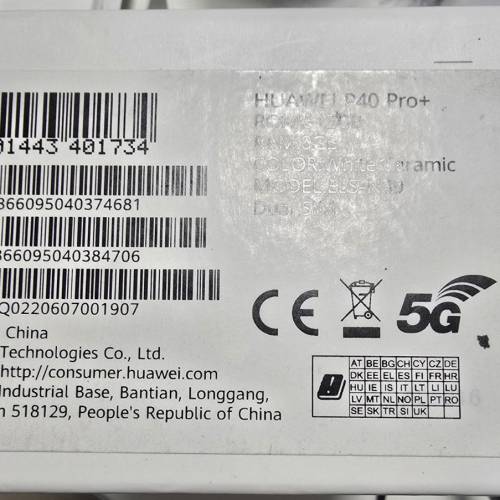 HUAWEI P40 Pro+
COLOR: White Ceramic
Dual SIM
01443 401734
866095040374681
866095040384706
Q0220607001907
China
Technologies Co., Ltd.
http://consumer.huawei.com
Industrial Base, Bantian, Longgang,
518129, People's Republic of China
CE
5G
AT BE BG CH CY CZ DE
DK EE EL ES FI FR HR
HU IE IS IT LT LI LU
LV MT NL NO PL PT RO
SE SK TR SI UK